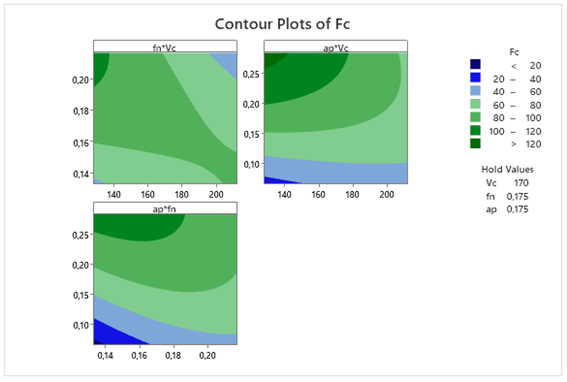 Contour Plots of Fc
fn*Vc
ap*Vc
0,20
0,18
0,16
0,14
140 160 180 200
0,25
0,20
0,15
0,10
140 160 180 200
ap*fn
0,25
0,20
0,15
0,10
0,14 0,16 0,18 0,20
Fc
< 20
20 – 40
40 – 60
60 – 80
80 – 100
100 – 120
> 120
Hold Values
Vc 170
fn 0,175
ap 0,175